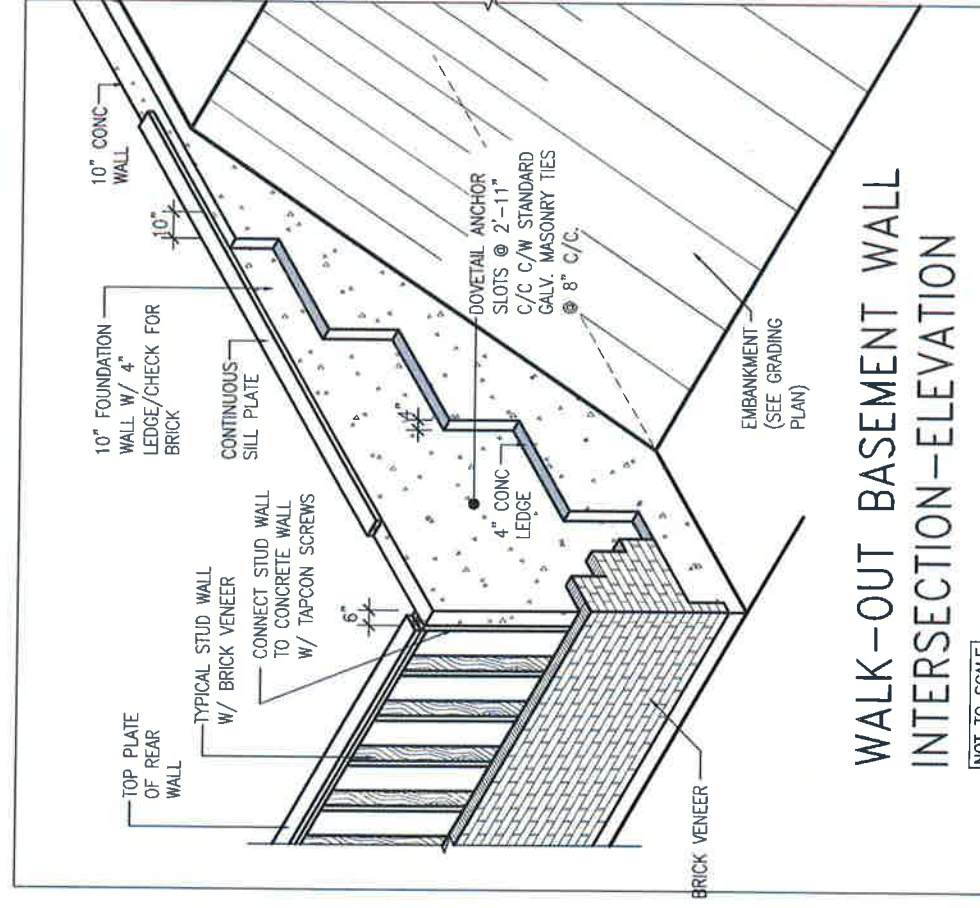 10" CONC
WALL
10"
10" FOUNDATION
WALL W/ 4"
LEDGE/CHECK FOR
BRICK
CONTINUOUS
SILL PLATE
TOP PLATE
OF REAR
WALL
TYPICAL STUD WALL
W/ BRICK VENEER
CONNECT STUD WALL
TO CONCRETE WALL
W/ TAPCON SCREWS
6"
DOVETAIL ANCHOR
SLOTS @ 2'-11"
C/C C/W STANDARD
GALV. MASONRY TIES
@ 8" C/C.
4"
4" CONC
LEDGE
EMBANKMENT
(SEE GRADING
PLAN)
BRICK VENEER
WALK-OUT BASEMENT WALL
INTERSECTION-ELEVATION
NOT TO SCALE